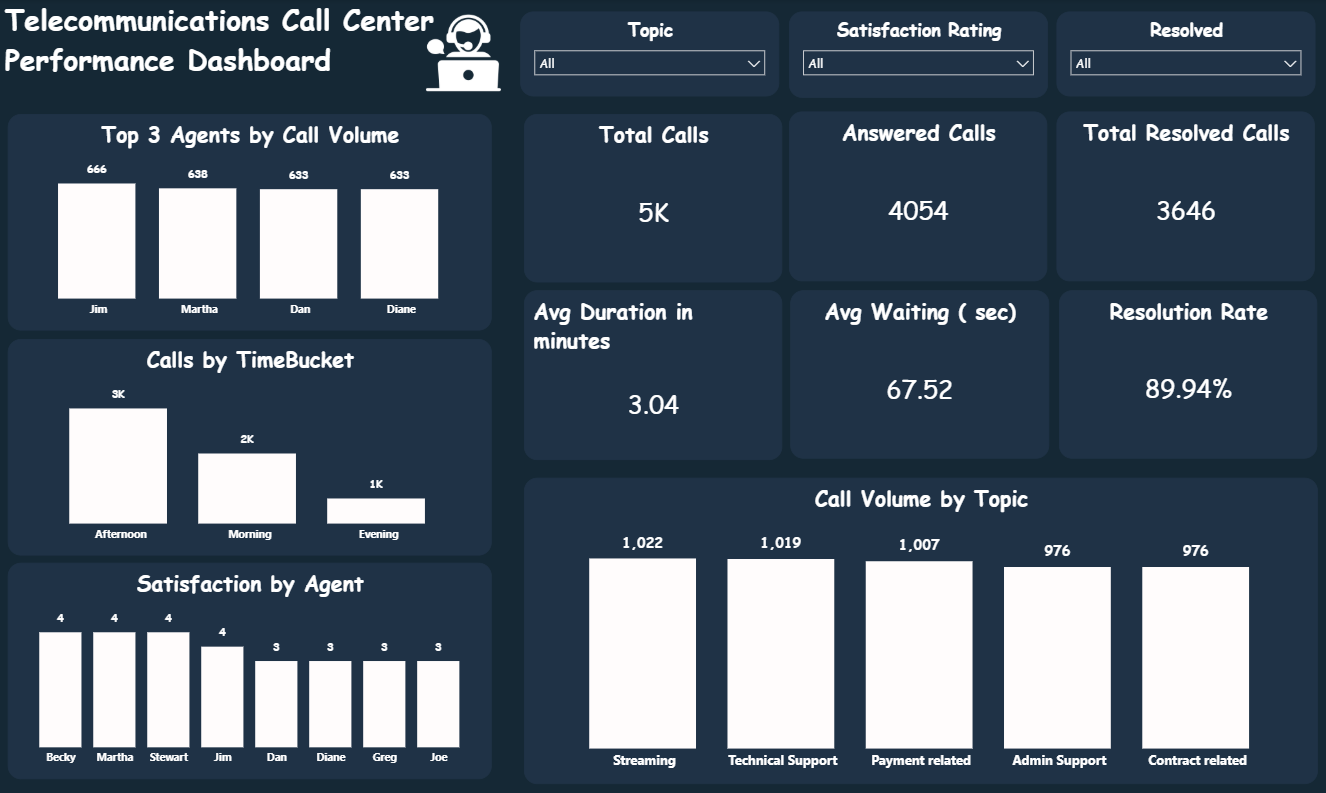 Telecommunications Call Center
Performance Dashboard
Topic
All
Satisfaction Rating
All
Resolved
All
Top 3 Agents by Call Volume
666
638
633
633
Jim
Martha
Dan
Diane
Calls by TimeBucket
3K
2K
1K
Afternoon
Morning
Evening
Satisfaction by Agent
4
4
4
4
3
3
3
3
Becky
Martha
Stewart
Jim
Dan
Diane
Greg
Joe
Total Calls
5K
Answered Calls
4054
Total Resolved Calls
3646
Avg Duration in
minutes
3.04
Avg Waiting ( sec)
67.52
Resolution Rate
89.94%
Call Volume by Topic
1,022
1,019
1,007
976
976
Streaming
Technical Support
Payment related
Admin Support
Contract related